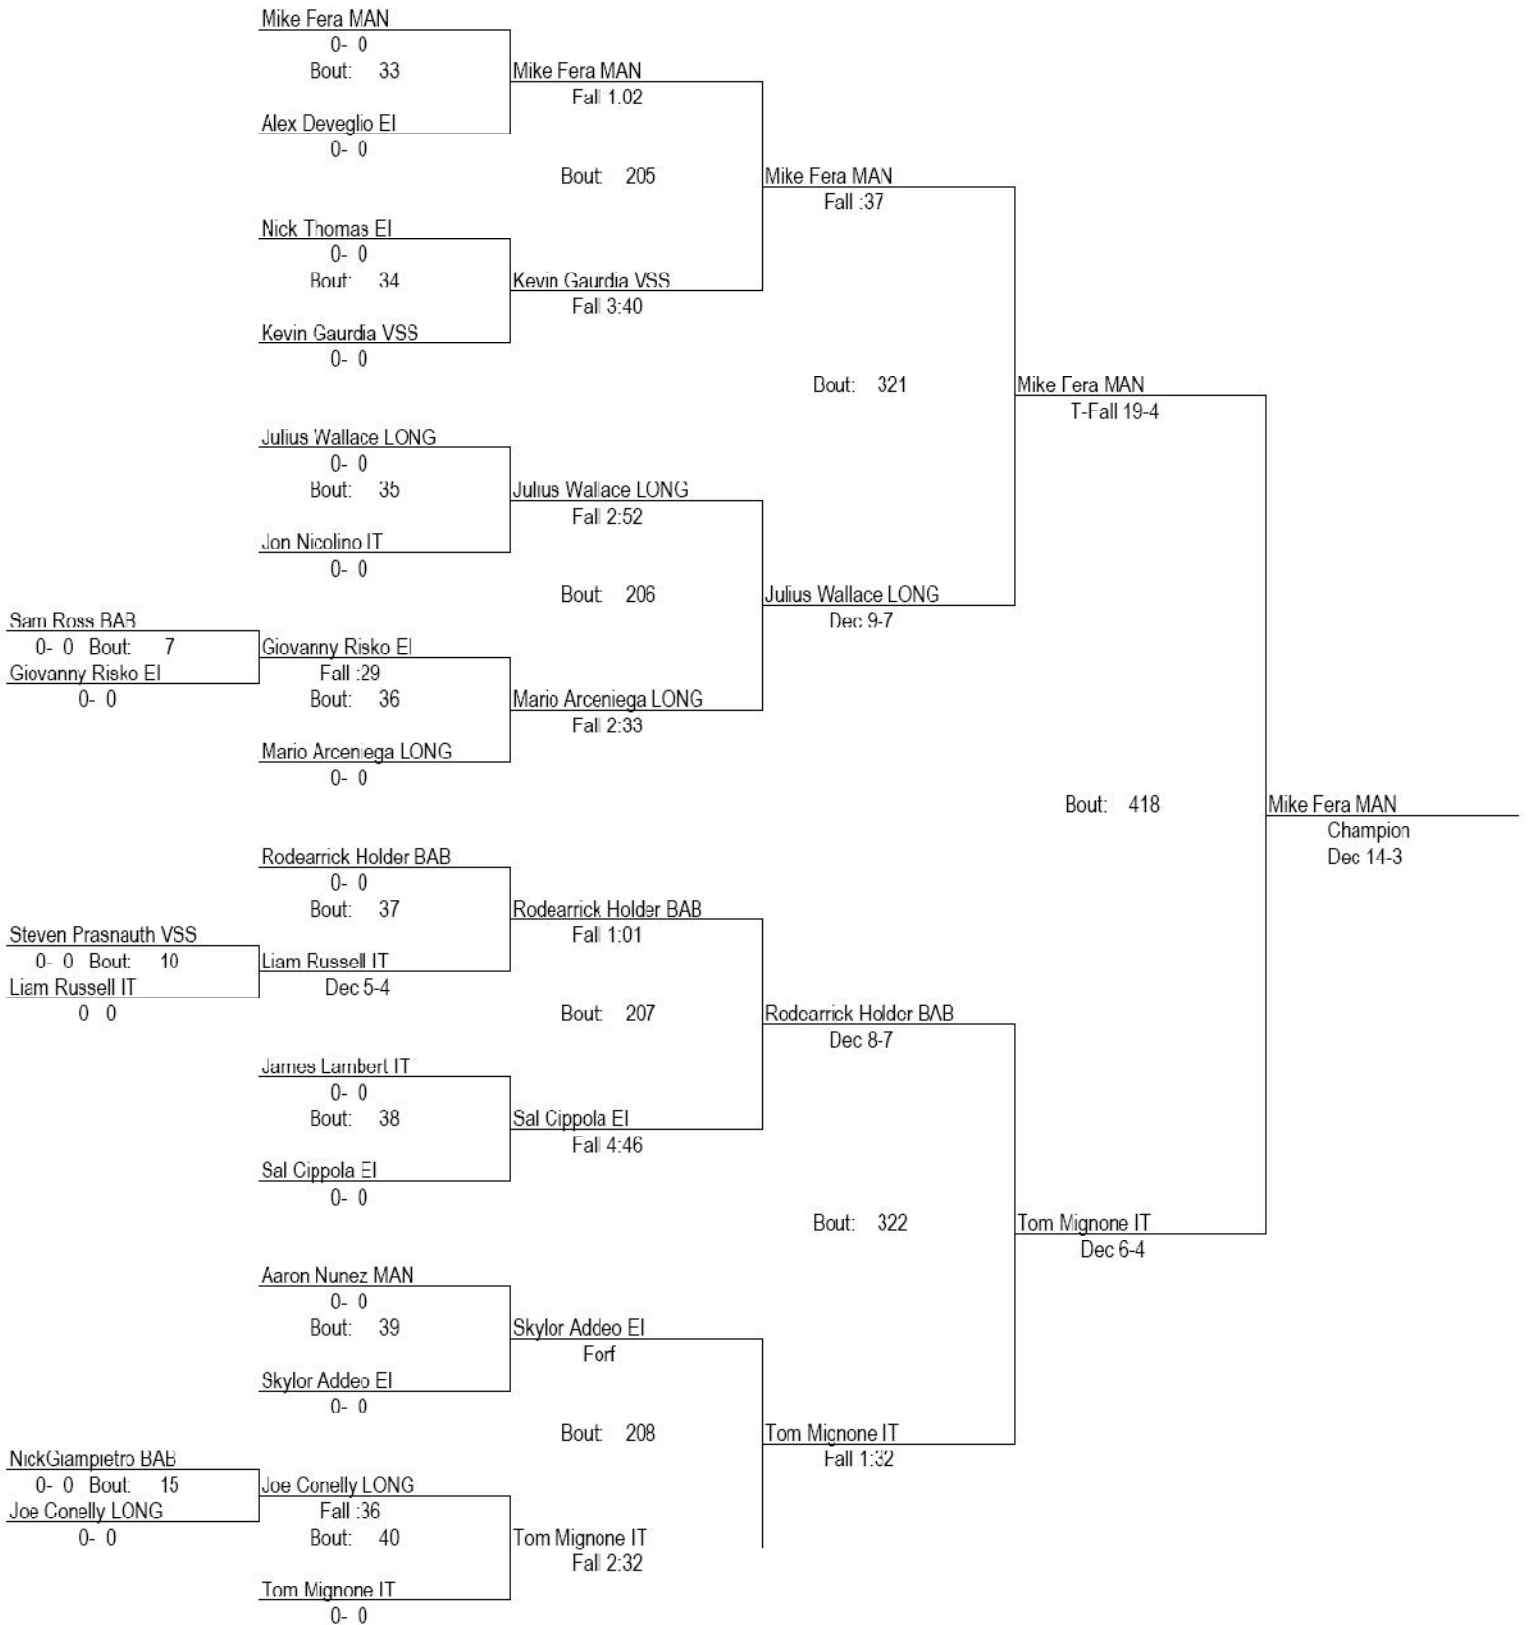 Mike Fera MAN
0- 0
Bout: 33
Mike Fera MAN
Fall 1:02
Alex Deveglio EI
0- 0
Bout: 205
Mike Fera MAN
Fall :37
Nick Thomas EI
0- 0
Bout: 34
Kevin Gaurdia VSS
Fall 3:40
Kevin Gaurdia VSS
0- 0
Bout: 321
Mike Fera MAN
T-Fall 19-4
Julius Wallace LONG
0- 0
Bout: 35
Julius Wallace LONG
Fall 2:52
Jon Nicolino IT
0- 0
Bout: 206
Julius Wallace LONG
Dec 9-7
Sam Ross BAB
0- 0 Bout: 7
Giovanny Risko EI
0- 0
Giovanny Risko EI
Fall :29
Bout: 36
Mario Arceniega LONG
Fall 2:33
Mario Arceniega LONG
0- 0
Bout: 418
Mike Fera MAN
Champion
Dec 14-3
Rodearrick Holder BAB
0- 0
Bout: 37
Rodearrick Holder BAB
Fall 1:01
Steven Prasnauth VSS
0- 0 Bout: 10
Liam Russell IT
0 0
Liam Russell IT
Dec 5-4
Bout: 207
Rodearrick Holder BAB
Dec 8-7
James Lambert IT
0- 0
Bout: 38
Sal Cippola EI
Fall 4:46
Sal Cippola EI
0- 0
Bout: 322
Tom Mignone IT
Dec 6-4
Aaron Nunez MAN
0- 0
Bout: 39
Skylor Addeo EI
Forf
Skylor Addeo EI
0- 0
Bout: 208
Tom Mignone IT
Fall 1:32
NickGiampietro BAB
0- 0 Bout: 15
Joe Conelly LONG
0- 0
Joe Conelly LONG
Fall :36
Bout: 40
Tom Mignone IT
Fall 2:32
Tom Mignone IT
0- 0